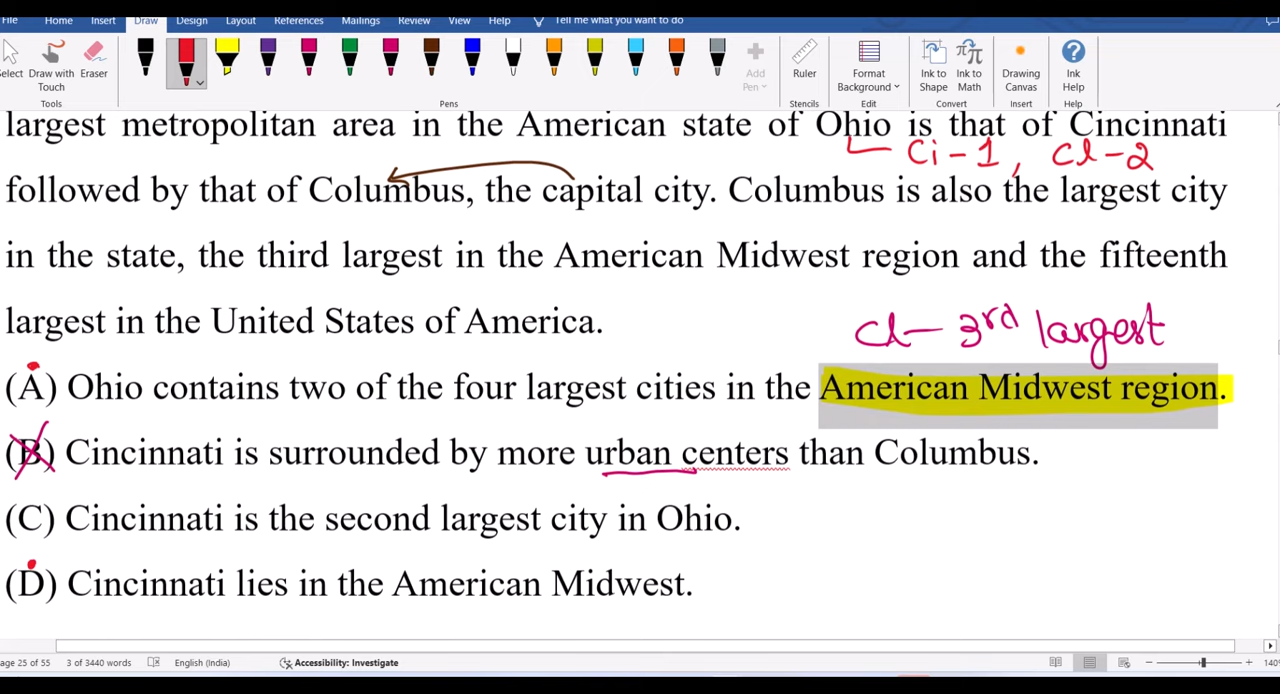 File Home Insert Draw Design Layout References Mailings Review View Help Tell me what you want to do
Select Draw with Touch Eraser Add Pen Ruler Format Background Ink to Shape Ink to Math Drawing Canvas Ink Help
Tools Pens Stencils Edit Convert Insert Help
largest metropolitan area in the American state of Ohio is that of Cincinnati
Ci-1, Cl-2
followed by that of Columbus, the capital city. Columbus is also the largest city
in the state, the third largest in the American Midwest region and the fifteenth
largest in the United States of America.
Cl- 3rd largest
(A) Ohio contains two of the four largest cities in the American Midwest region.
(B) Cincinnati is surrounded by more urban centers than Columbus.
(C) Cincinnati is the second largest city in Ohio.
(D) Cincinnati lies in the American Midwest.
age 25 of 55 3 of 3440 words English (India) Accessibility: Investigate 140